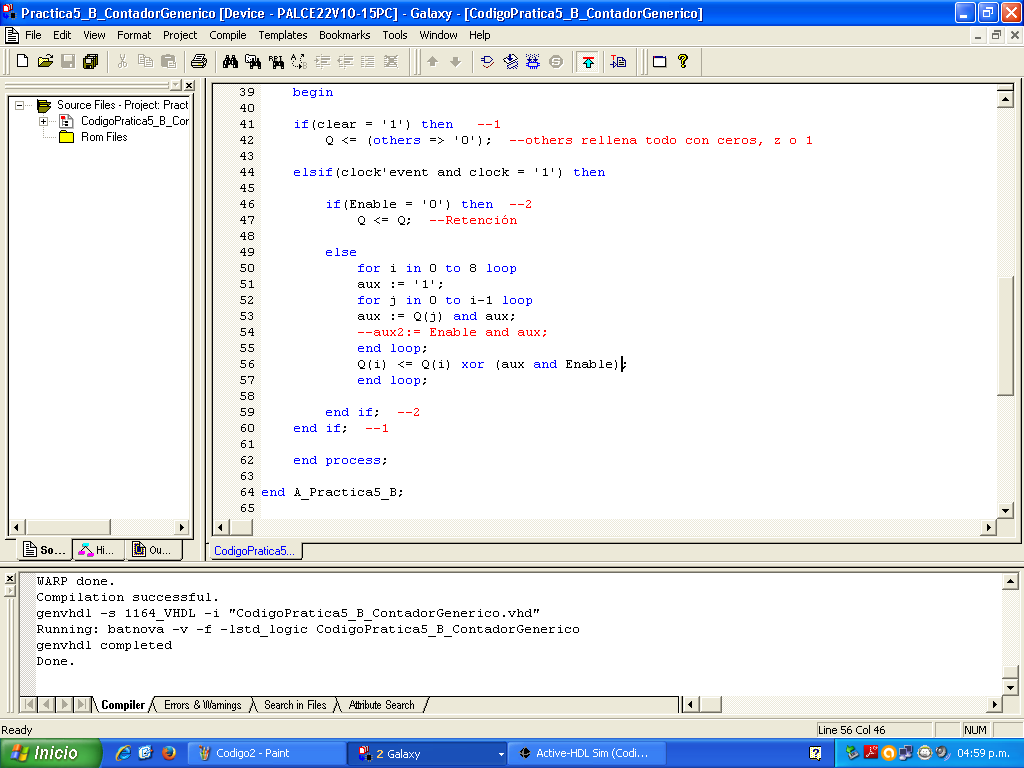 Practica5_B_ContadorGenerico [Device - PALCE22V10-15PC] - Galaxy - [CodigoPratica5_B_ContadorGenerico]
File Edit View Format Project Compile Templates Bookmarks Tools Window Help
Source Files - Project: Pract
CodigoPratica5_B_Cor
Rom Files
So... Hi... Ou...
39 begin
40
41 if(clear = '1') then --1
42 Q <= (others => '0'); --others rellena todo con ceros, z o 1
43
44 elsif(clock'event and clock = '1') then
45
46 if(Enable = '0') then --2
47 Q <= Q; --Retención
48
49 else
50 for i in 0 to 8 loop
51 aux := '1';
52 for j in 0 to i-1 loop
53 aux := Q(j) and aux;
54 --aux2:= Enable and aux;
55 end loop;
56 Q(i) <= Q(i) xor (aux and Enable);
57 end loop;
58
59 end if; --2
60 end if; --1
61
62 end process;
63
64 end A_Practica5_B;
65
CodigoPratica5...
WARP done.
Compilation successful.
genvhdl -s 1164_VHDL -i "CodigoPratica5_B_ContadorGenerico.vhd"
Running: batnova -v -f -lstd_logic CodigoPratica5_B_ContadorGenerico
genvhdl completed
Done.
Compiler Errors & Warnings Search in Files Attribute Search
Ready Line 56 Col 46 NUM
Inicio Codigo2 - Paint 2 Galaxy Active-HDL Sim (Codi... 04:59 p.m.